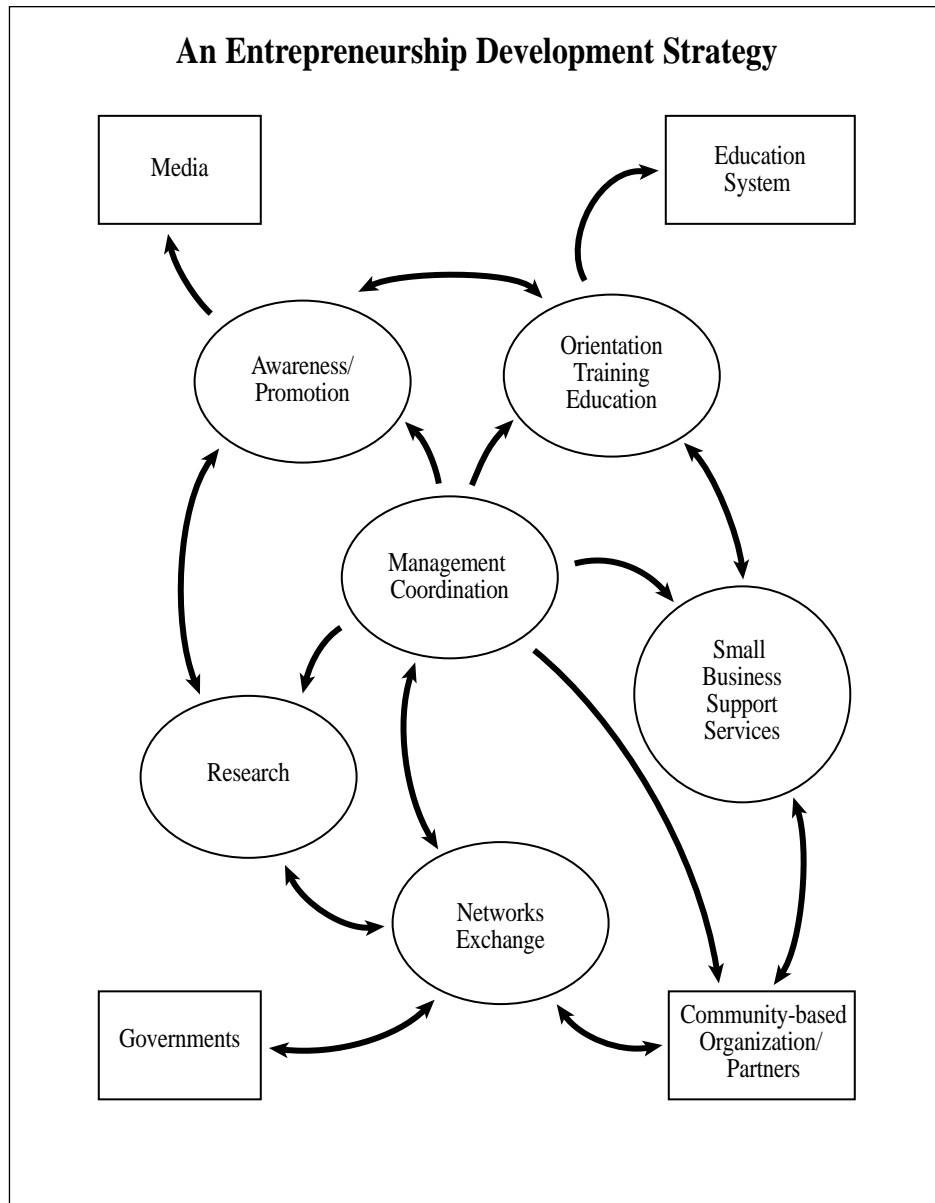 An Entrepreneurship Development Strategy
Media
Education
System
Awareness/
Promotion
Orientation
Training
Education
Management
Coordination
Small
Business
Support
Services
Research
Networks
Exchange
Governments
Community-based
Organization/
Partners